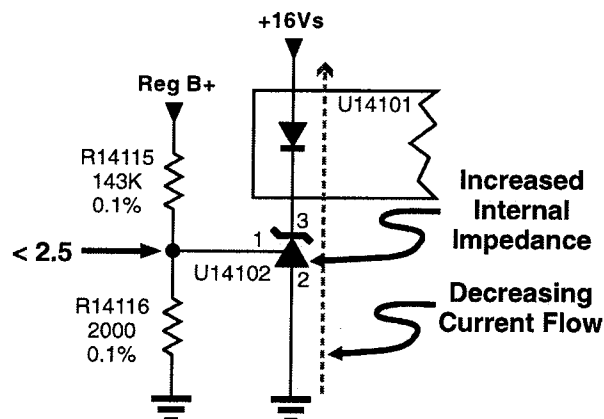 +16Vs
Reg B+
U14101
R14115
143K
0.1%
Increased
Internal
Impedance
3
1
< 2.5
U14102
2
R14116
2000
0.1%
Decreasing
Current Flow